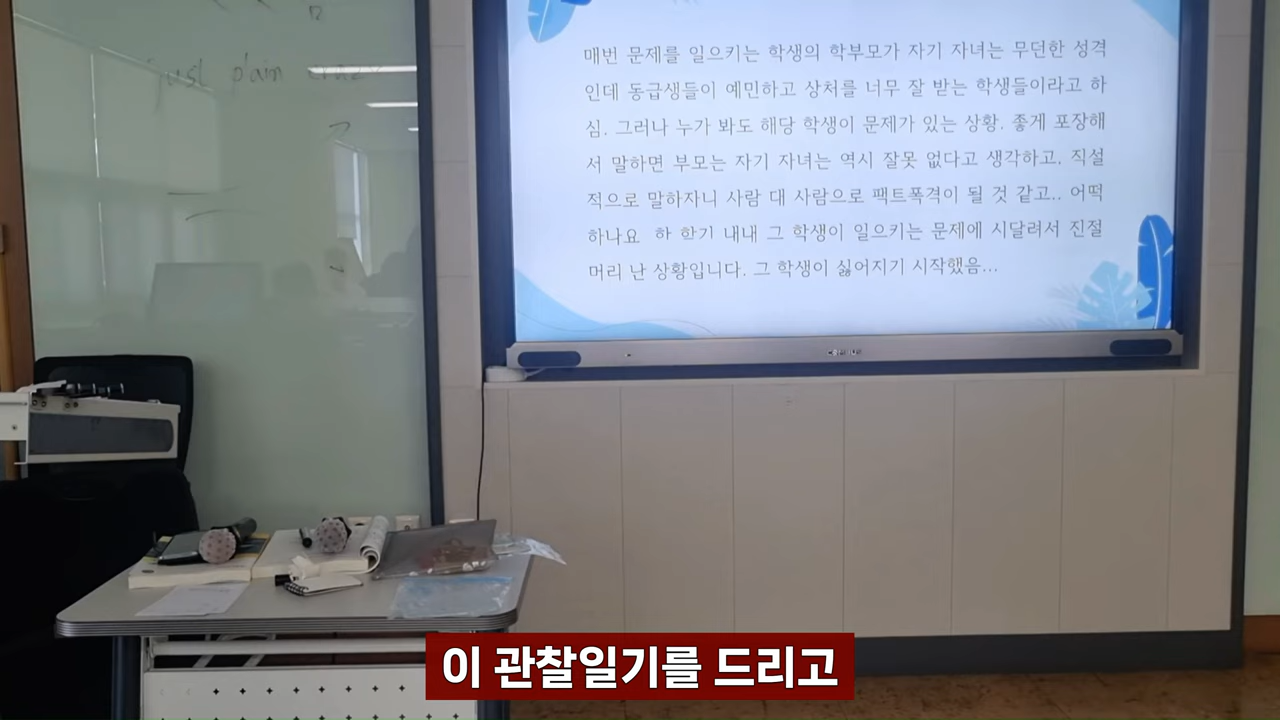 just plain crazy
매번 문제를 일으키는 학생의 학부모가 자기 자녀는 무던한 성격
인데 동급생들이 예민하고 상처를 너무 잘 받는 학생들이라고 하
심. 그러나 누가 봐도 해당 학생이 문제가 있는 상황. 좋게 포장해
서 말하면 부모는 자기 자녀는 역시 잘못 없다고 생각하고, 직설
적으로 말하자니 사람 대 사람으로 팩트폭격이 될 것 같고.. 어떡
하나요 한 학기 내내 그 학생이 일으키는 문제에 시달려서 진절
머리 난 상황입니다. 그 학생이 싫어지기 시작했음...
이 관찰일기를 드리고